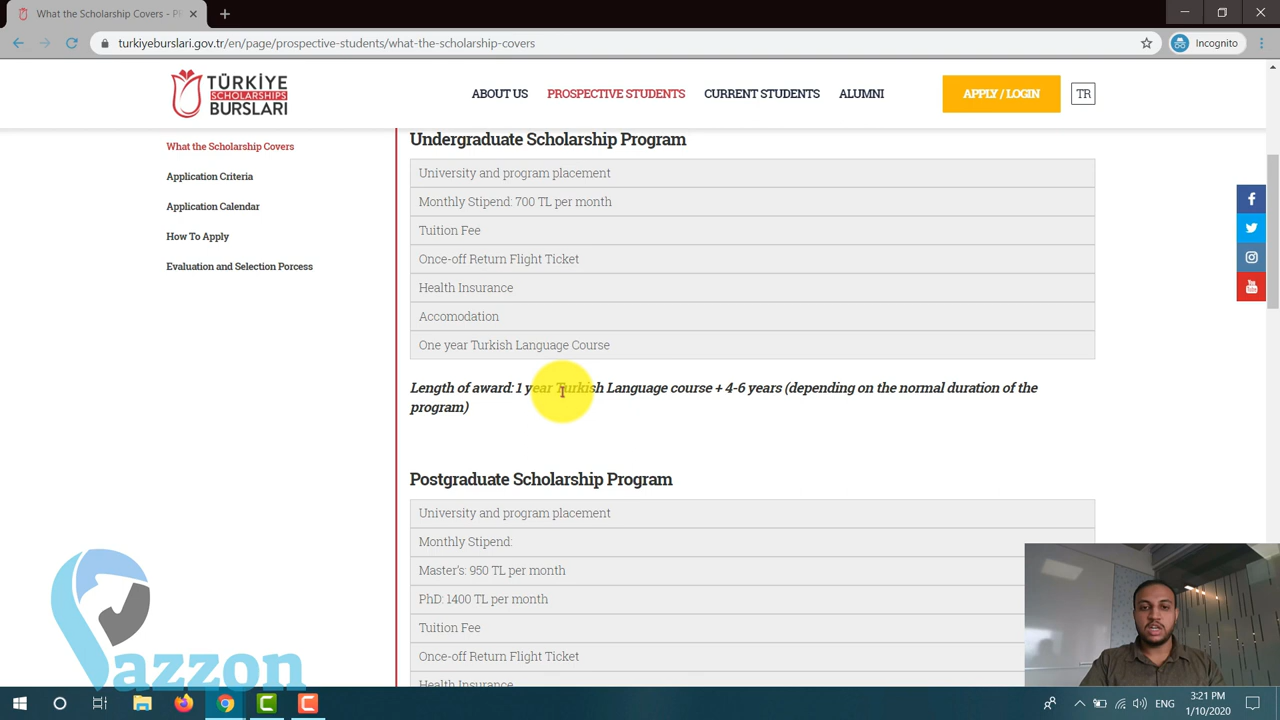 What the Scholarship Covers - P
turkiyeburslari.gov.tr/en/page/prospective-students/what-the-scholarship-covers
Incognito
TÜRKİYE
SCHOLARSHIPS
BURSLARI
ABOUT US
PROSPECTIVE STUDENTS
CURRENT STUDENTS
ALUMNI
APPLY / LOGIN
TR
What the Scholarship Covers
Application Criteria
Application Calendar
How To Apply
Evaluation and Selection Porcess
Undergraduate Scholarship Program
University and program placement
Monthly Stipend: 700 TL per month
Tuition Fee
Once-off Return Flight Ticket
Health Insurance
Accomodation
One year Turkish Language Course
Length of award: 1 year Turkish Language course + 4-6 years (depending on the normal duration of the
program)
Postgraduate Scholarship Program
University and program placement
Monthly Stipend:
Master's: 950 TL per month
PhD: 1400 TL per month
Tuition Fee
Once-off Return Flight Ticket
Health Insurance
azzon
ENG
3:21 PM
1/10/2020